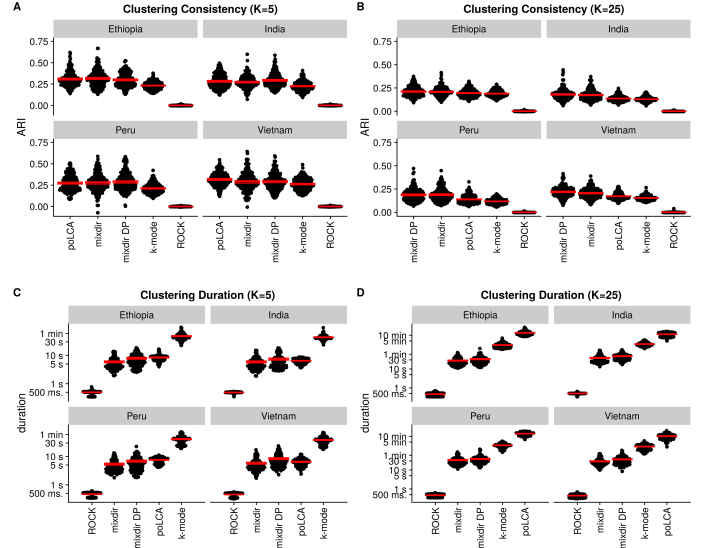 A
Clustering Consistency (K=5)
Ethiopia
India
0.75
0.50
0.25
0.00
Peru
Vietnam
0.75
0.50
0.25
0.00
ARI
poLCA
mixdir
mixdir DP
k-mode
ROCK
poLCA
mixdir
mixdir DP
k-mode
ROCK
B
Clustering Consistency (K=25)
Ethiopia
India
0.75
0.50
0.25
0.00
Peru
Vietnam
0.75
0.50
0.25
0.00
ARI
mixdir DP
mixdir
poLCA
k-mode
ROCK
mixdir DP
mixdir
poLCA
k-mode
ROCK
C
Clustering Duration (K=5)
Ethiopia
India
1 min
30 s
10 s
5 s
1 s
500 ms.
Peru
Vietnam
1 min
30 s
10 s
5 s
1 s
500 ms.
duration
ROCK
mixdir
mixdir DP
poLCA
k-mode
ROCK
mixdir
mixdir DP
poLCA
k-mode
D
Clustering Duration (K=25)
Ethiopia
India
10 min
5 min
1 min
30 s
10 s
5 s
1 s
500 ms.
Peru
Vietnam
10 min
5 min
1 min
30 s
10 s
5 s
1 s
500 ms.
duration
ROCK
mixdir
mixdir DP
k-mode
poLCA
ROCK
mixdir
mixdir DP
k-mode
poLCA